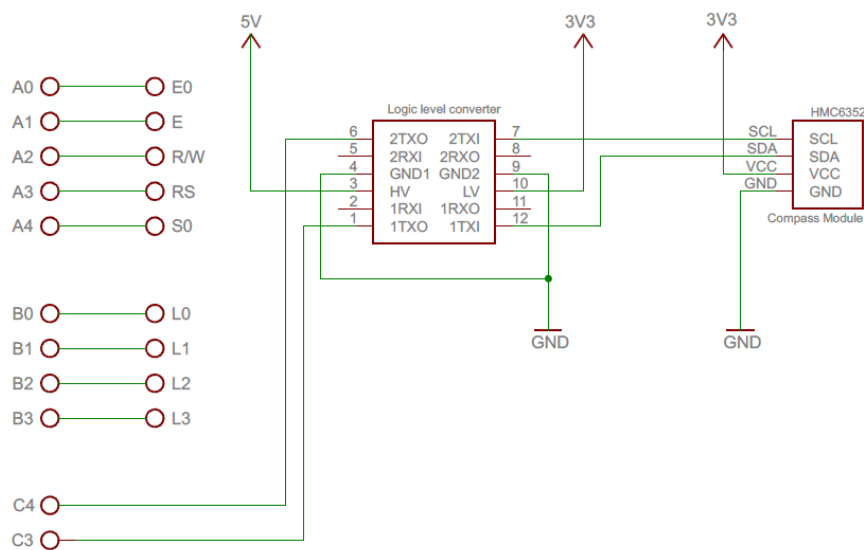 5V 3V3 3V3
A0 E0
A1 E
A2 R/W
A3 RS
A4 S0
B0 L0
B1 L1
B2 L2
B3 L3
C4
C3
Logic level converter
6 2TXO 2TXI 7
5 2RXI 2RXO 8
4 GND1 GND2 9
3 HV LV 10
2 1RXI 1RXO 11
1 1TXO 1TXI 12
GND
HMC6352
SCL SCL
SDA SDA
VCC VCC
GND GND
Compass Module
GND